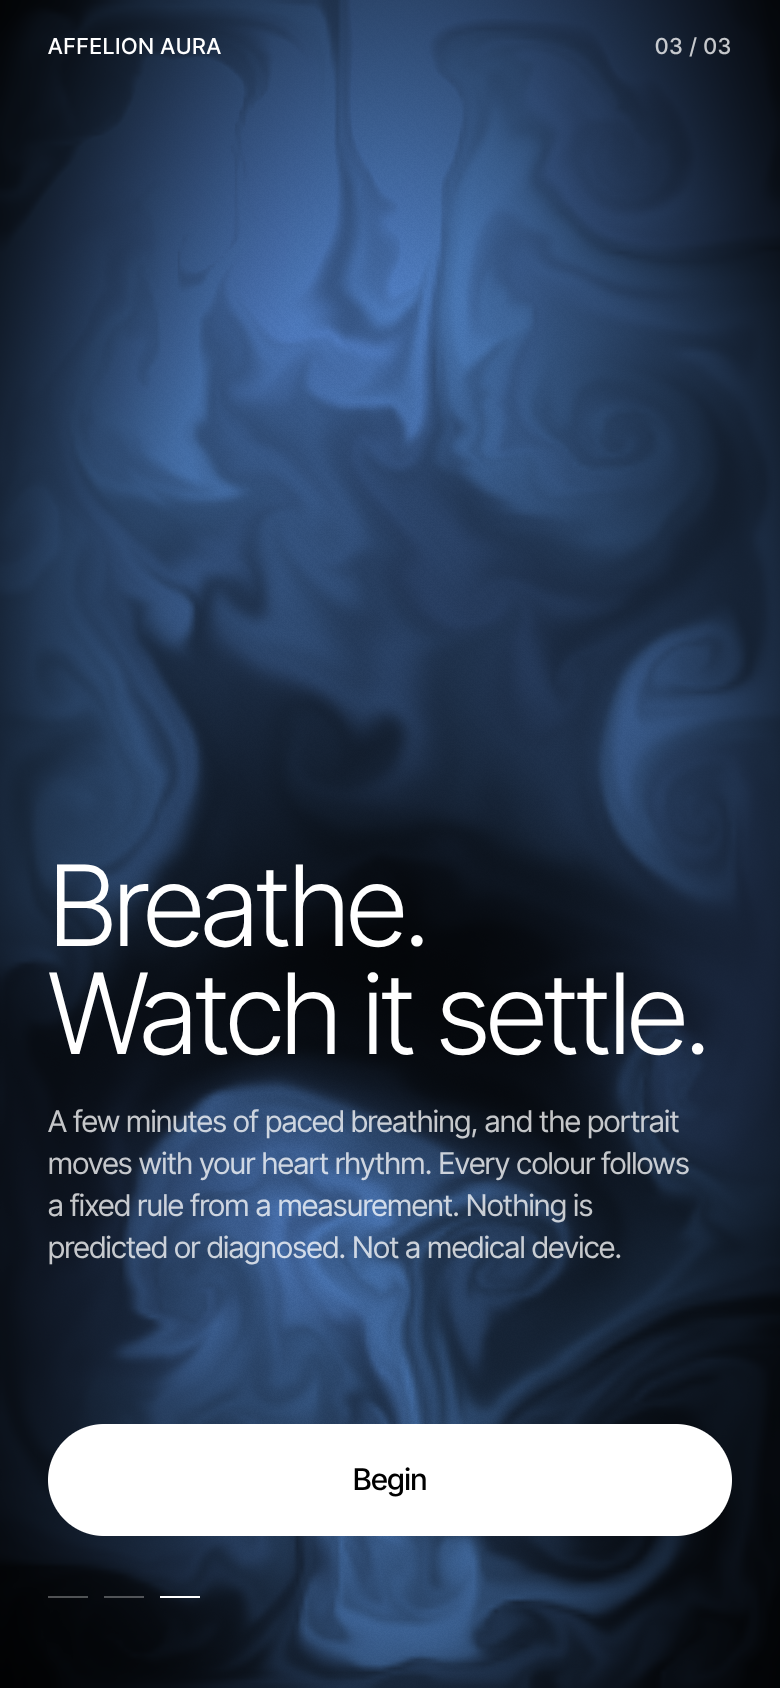 AFFELION AURA
03 / 03
Breathe.
Watch it settle.
A few minutes of paced breathing, and the portrait
moves with your heart rhythm. Every colour follows
a fixed rule from a measurement. Nothing is
predicted or diagnosed. Not a medical device.
Begin